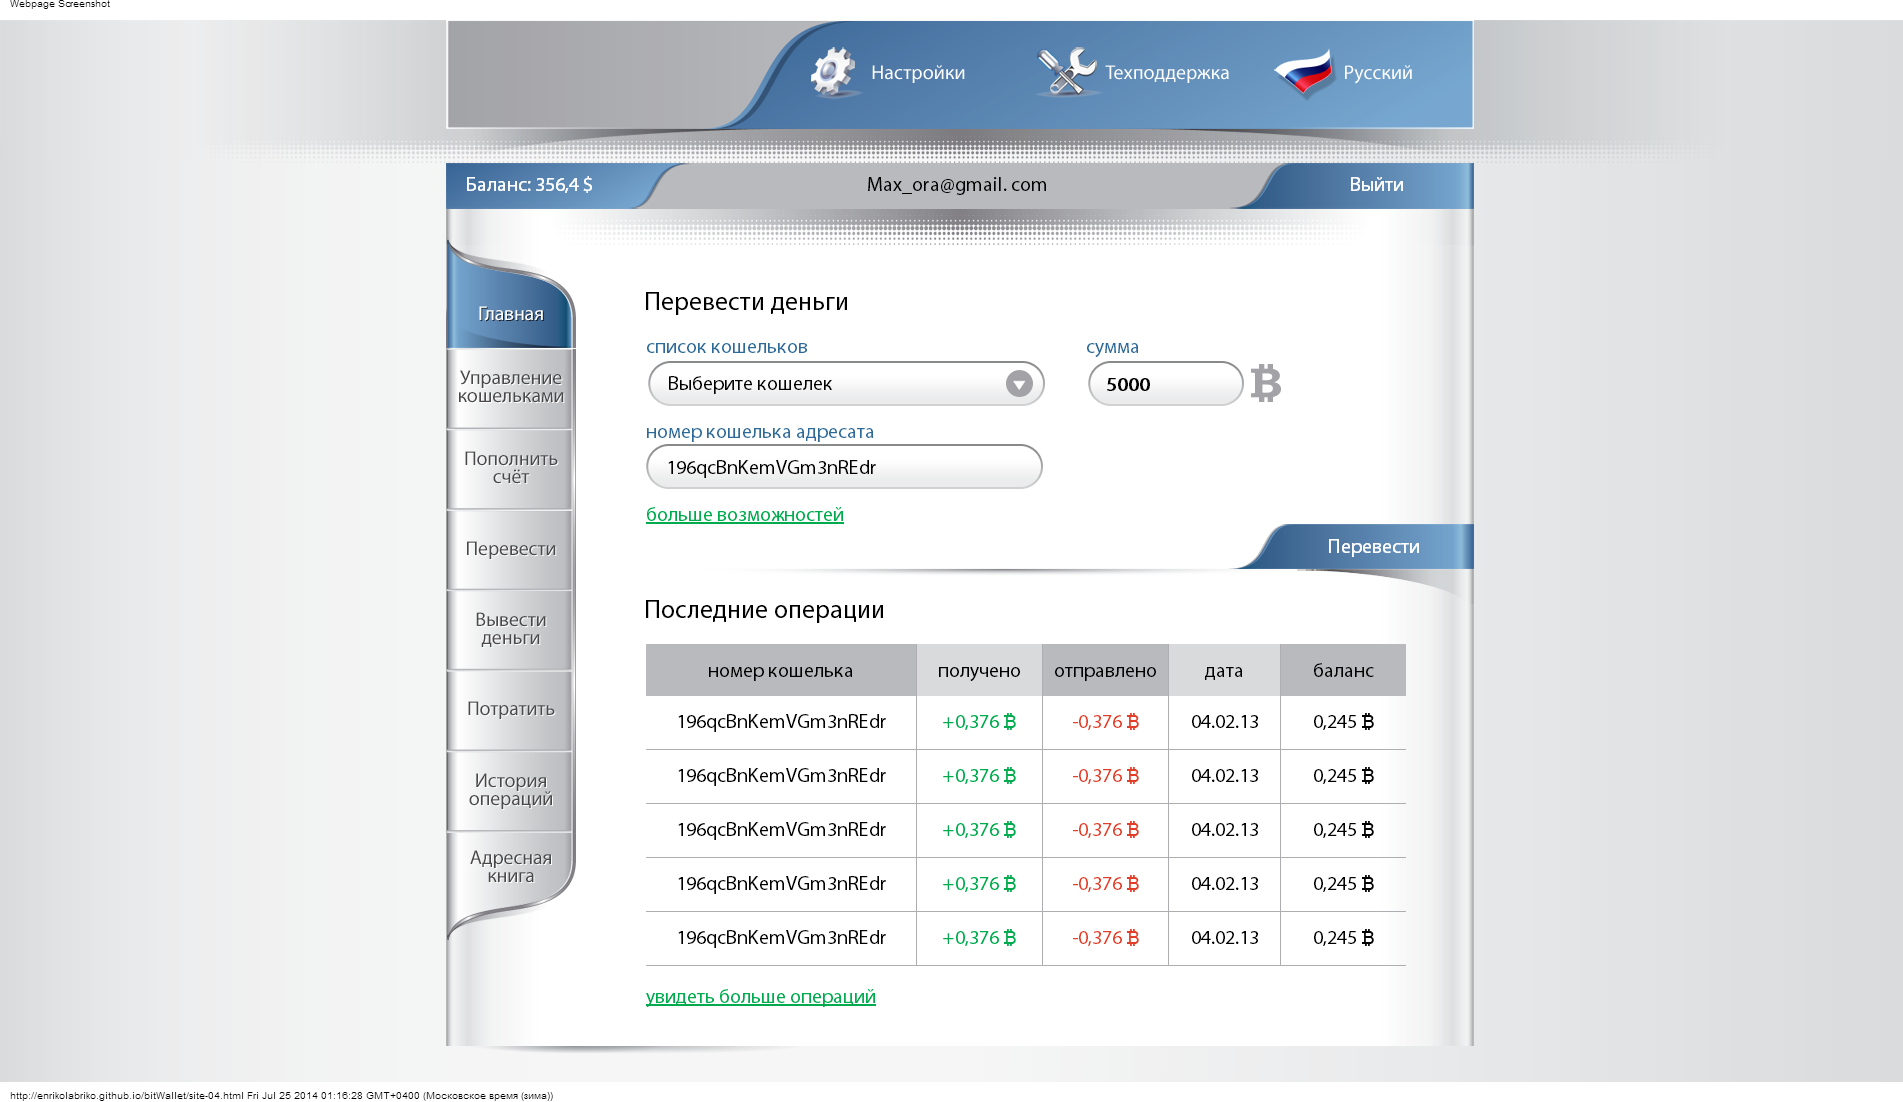 Webpage Screenshot
Настройки
Техподдержка
Русский
Баланс: 356,4 $
Max_ora@gmail. com
Выйти
Главная
Управление
кошельками
Пополнить
счёт
Перевести
Вывести
деньги
Потратить
История
операций
Адресная
книга
Перевести деньги
список кошельков
сумма
Выберите кошелек
5000 ₿
номер кошелька адресата
196qcBnKemVGm3nREdr
больше возможностей
Перевести
Последние операции
номер кошелька получено отправлено дата баланс
196qcBnKemVGm3nREdr +0,376 ₿ -0,376 ₿ 04.02.13 0,245 ₿
196qcBnKemVGm3nREdr +0,376 ₿ -0,376 ₿ 04.02.13 0,245 ₿
196qcBnKemVGm3nREdr +0,376 ₿ -0,376 ₿ 04.02.13 0,245 ₿
196qcBnKemVGm3nREdr +0,376 ₿ -0,376 ₿ 04.02.13 0,245 ₿
196qcBnKemVGm3nREdr +0,376 ₿ -0,376 ₿ 04.02.13 0,245 ₿
увидеть больше операций
http://enrikolabriko.github.io/bitWallet/site-04.html Fri Jul 25 2014 01:16:28 GMT+0400 (Московское время (зима))